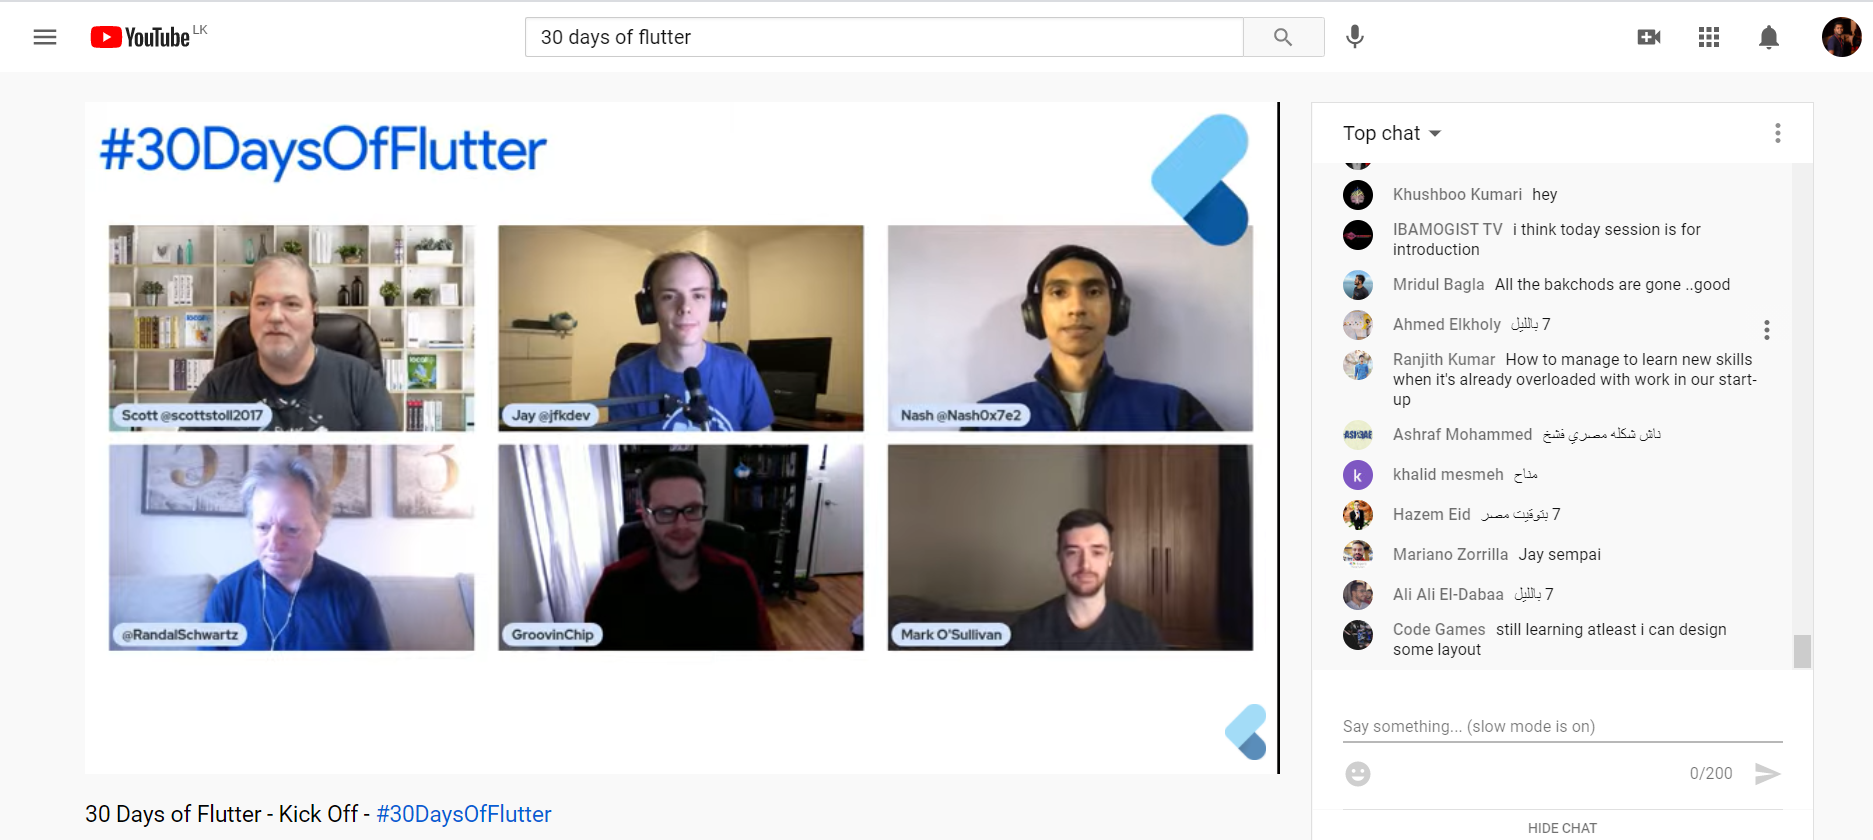 YouTube LK
30 days of flutter
#30DaysOfFlutter
Scott @scottstoll2017
Jay @jfkdev
Nash @Nash0x7e2
@RandalSchwartz
GroovinChip
Mark O'Sullivan
30 Days of Flutter - Kick Off - #30DaysOfFlutter
Top chat
Khushboo Kumari hey
IBAMOGIST TV i think today session is for
introduction
Mridul Bagla All the bakchods are gone ..good
Ahmed Elkholy 7 بالليل
Ranjith Kumar How to manage to learn new skills
when it's already overloaded with work in our start-
up
Ashraf Mohammed ناش شكله مصري فشخ
k
khalid mesmeh مناح
Hazem Eid 7 بتوقيت مصر
Mariano Zorrilla Jay sempai
Ali Ali El-Dabaa 7 بالليل
Code Games still learning atleast i can design
some layout
Say something... (slow mode is on)
0/200
HIDE CHAT